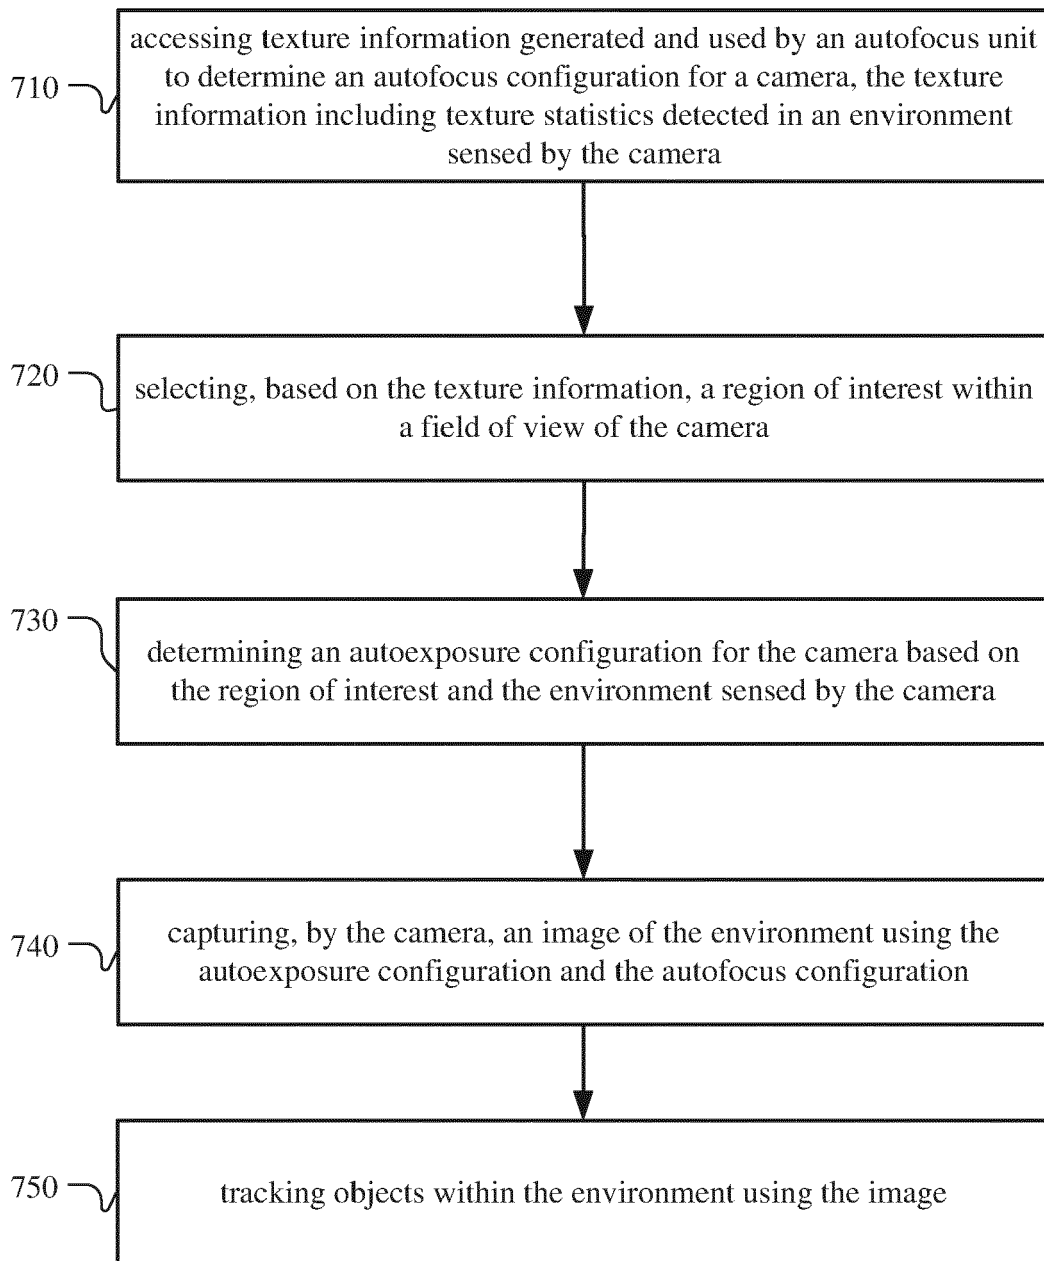 710
accessing texture information generated and used by an autofocus unit
to determine an autofocus configuration for a camera, the texture
information including texture statistics detected in an environment
sensed by the camera
720
selecting, based on the texture information, a region of interest within
a field of view of the camera
730
determining an autoexposure configuration for the camera based on
the region of interest and the environment sensed by the camera
740
capturing, by the camera, an image of the environment using the
autoexposure configuration and the autofocus configuration
750
tracking objects within the environment using the image